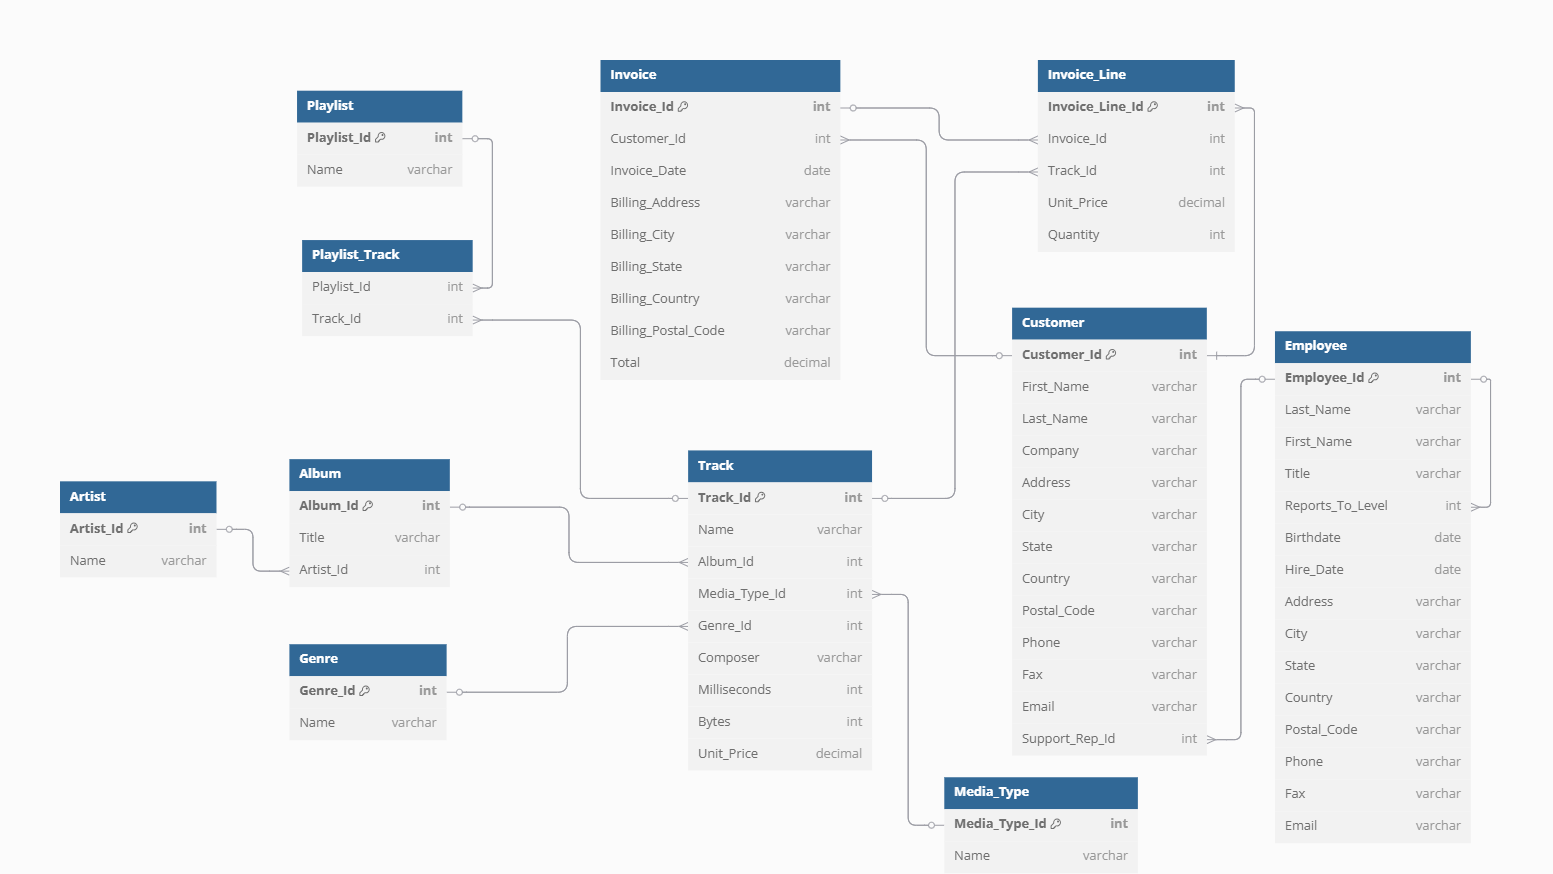 Playlist
Playlist_Id int
Name varchar
Playlist_Track
Playlist_Id int
Track_Id int
Invoice
Invoice_Id int
Customer_Id int
Invoice_Date date
Billing_Address varchar
Billing_City varchar
Billing_State varchar
Billing_Country varchar
Billing_Postal_Code varchar
Total decimal
Invoice_Line
Invoice_Line_Id int
Invoice_Id int
Track_Id int
Unit_Price decimal
Quantity int
Customer
Customer_Id int
First_Name varchar
Last_Name varchar
Company varchar
Address varchar
City varchar
State varchar
Country varchar
Postal_Code varchar
Phone varchar
Fax varchar
Email varchar
Support_Rep_Id int
Employee
Employee_Id int
Last_Name varchar
First_Name varchar
Title varchar
Reports_To_Level int
Birthdate date
Hire_Date date
Address varchar
City varchar
State varchar
Country varchar
Postal_Code varchar
Phone varchar
Fax varchar
Email varchar
Artist
Artist_Id int
Name varchar
Album
Album_Id int
Title varchar
Artist_Id int
Genre
Genre_Id int
Name varchar
Track
Track_Id int
Name varchar
Album_Id int
Media_Type_Id int
Genre_Id int
Composer varchar
Milliseconds int
Bytes int
Unit_Price decimal
Media_Type
Media_Type_Id int
Name varchar